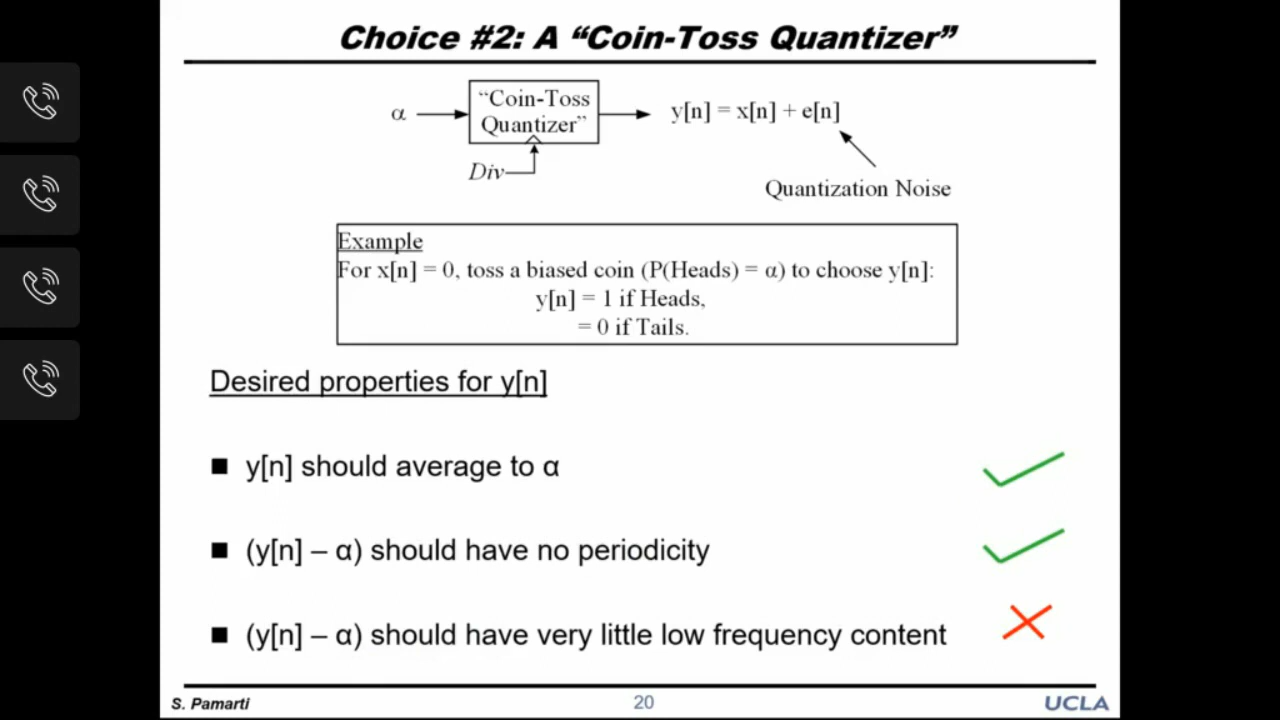 Choice #2: A “Coin-Toss Quantizer”
α
“Coin-Toss
Quantizer”
y[n] = x[n] + e[n]
Div
Quantization Noise
Example
For x[n] = 0, toss a biased coin (P(Heads) = α) to choose y[n]:
y[n] = 1 if Heads,
= 0 if Tails.
Desired properties for y[n]
■ y[n] should average to α
■ (y[n] – α) should have no periodicity
■ (y[n] – α) should have very little low frequency content
S. Pamarti
20
UCLA